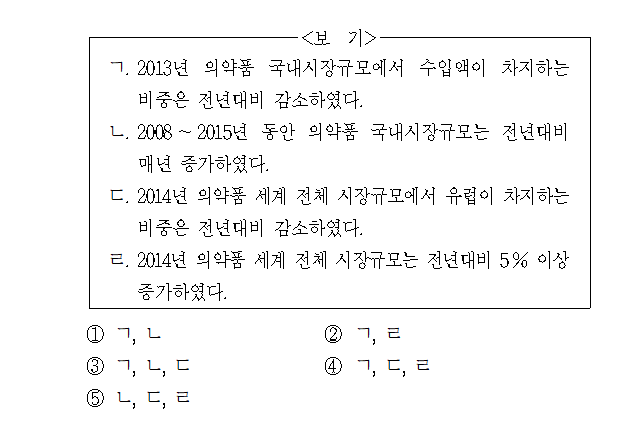 <보 기>
ㄱ. 2013년 의약품 국내시장규모에서 수입액이 차지하는
비중은 전년대비 감소하였다.
ㄴ. 2008 ~ 2015년 동안 의약품 국내시장규모는 전년대비
매년 증가하였다.
ㄷ. 2014년 의약품 세계 전체 시장규모에서 유럽이 차지하는
비중은 전년대비 감소하였다.
ㄹ. 2014년 의약품 세계 전체 시장규모는 전년대비 5% 이상
증가하였다.
① ㄱ, ㄴ ② ㄱ, ㄹ
③ ㄱ, ㄴ, ㄷ ④ ㄱ, ㄷ, ㄹ
⑤ ㄴ, ㄷ, ㄹ